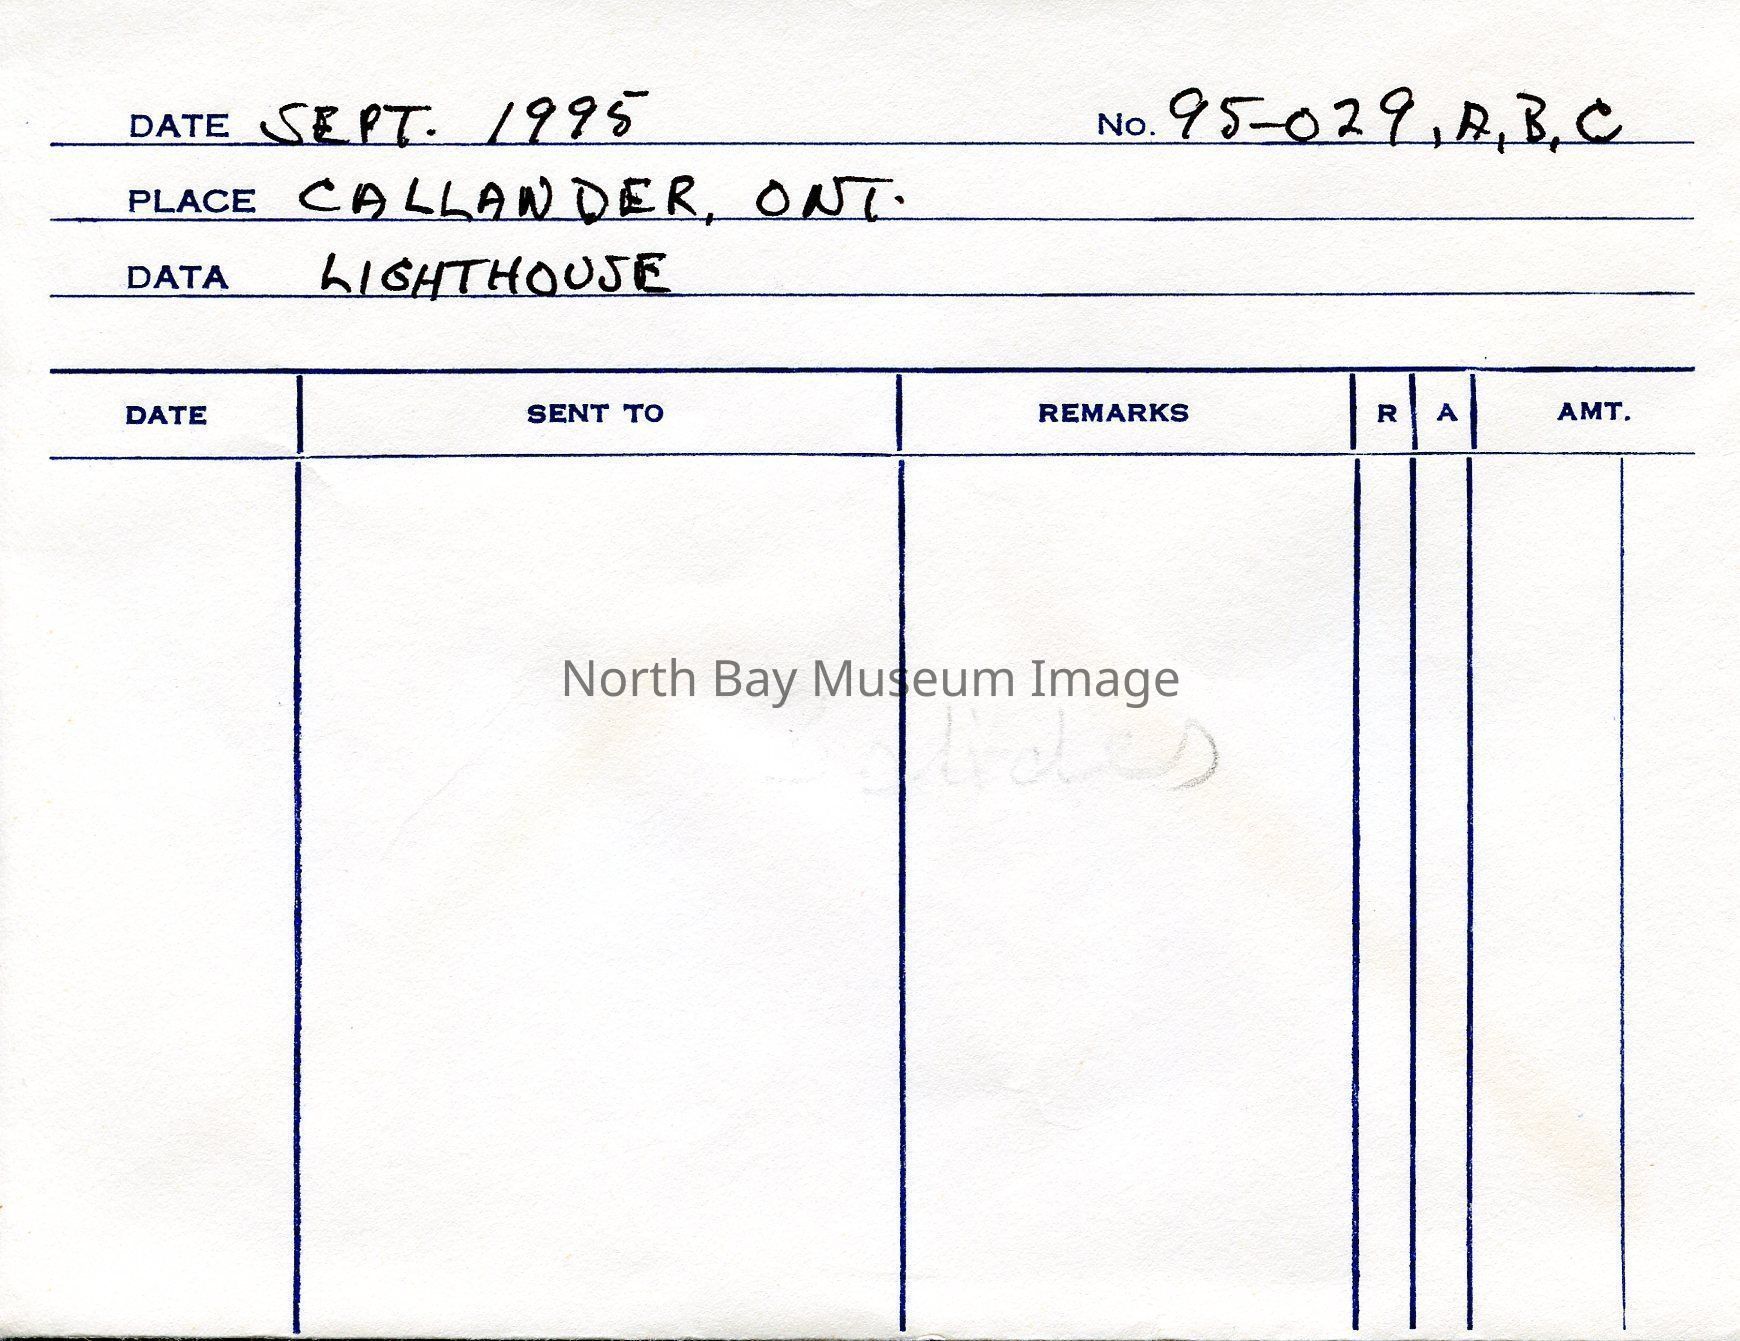 DATE SEPT. 1995 No. 95-029, A, B, C
PLACE CALLANDER, ONT.
DATA LIGHTHOUSE
DATE SENT TO REMARKS R A AMT.
North Bay Museum Image